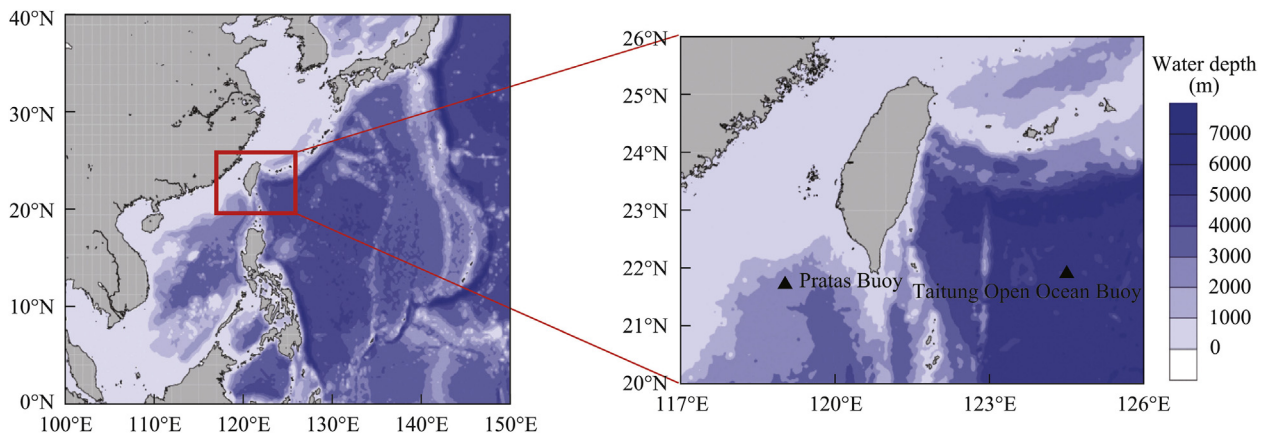 40°N
30°N
20°N
10°N
0°N
100°E
110°E
120°E
130°E
140°E
150°E
26°N
25°N
24°N
23°N
22°N
21°N
20°N
117°E
120°E
123°E
126°E
Pratas Buoy
Taitung Open Ocean Buoy
Water depth
(m)
7000
6000
5000
4000
3000
2000
1000
0